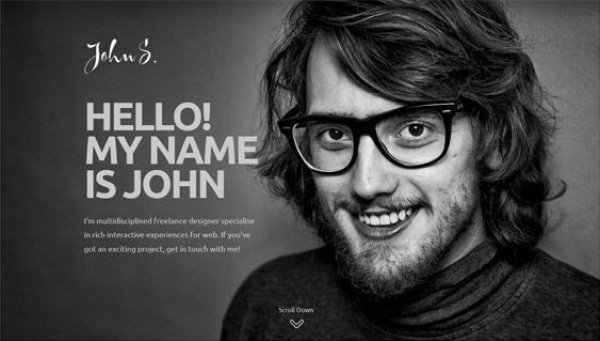 John S.
HELLO!
MY NAME
IS JOHN
I'm multidisciplined freelance designer specialise
in rich interactive experiences for web. If you've
got an exciting project, get in touch with me!
Scroll Down